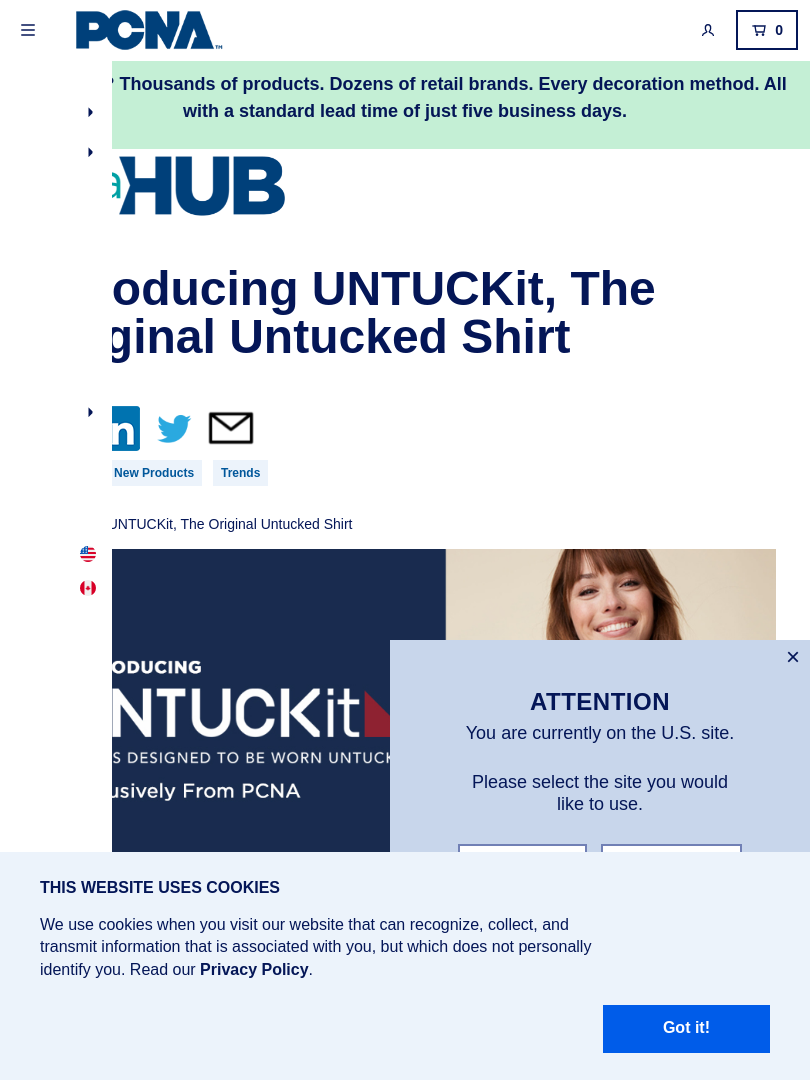 PCNA™
0
? Thousands of products. Dozens of retail brands. Every decoration method. All
with a standard lead time of just five business days.
a HUB
oducing UNTUCKit, The
ginal Untucked Shirt
New Products Trends
UNTUCKit, The Original Untucked Shirt
ODUCING
NTUCKit
S DESIGNED TO BE WORN UNTUCK
usively From PCNA
ATTENTION
You are currently on the U.S. site.
Please select the site you would
like to use.
THIS WEBSITE USES COOKIES
We use cookies when you visit our website that can recognize, collect, and
transmit information that is associated with you, but which does not personally
identify you. Read our Privacy Policy.
Got it!